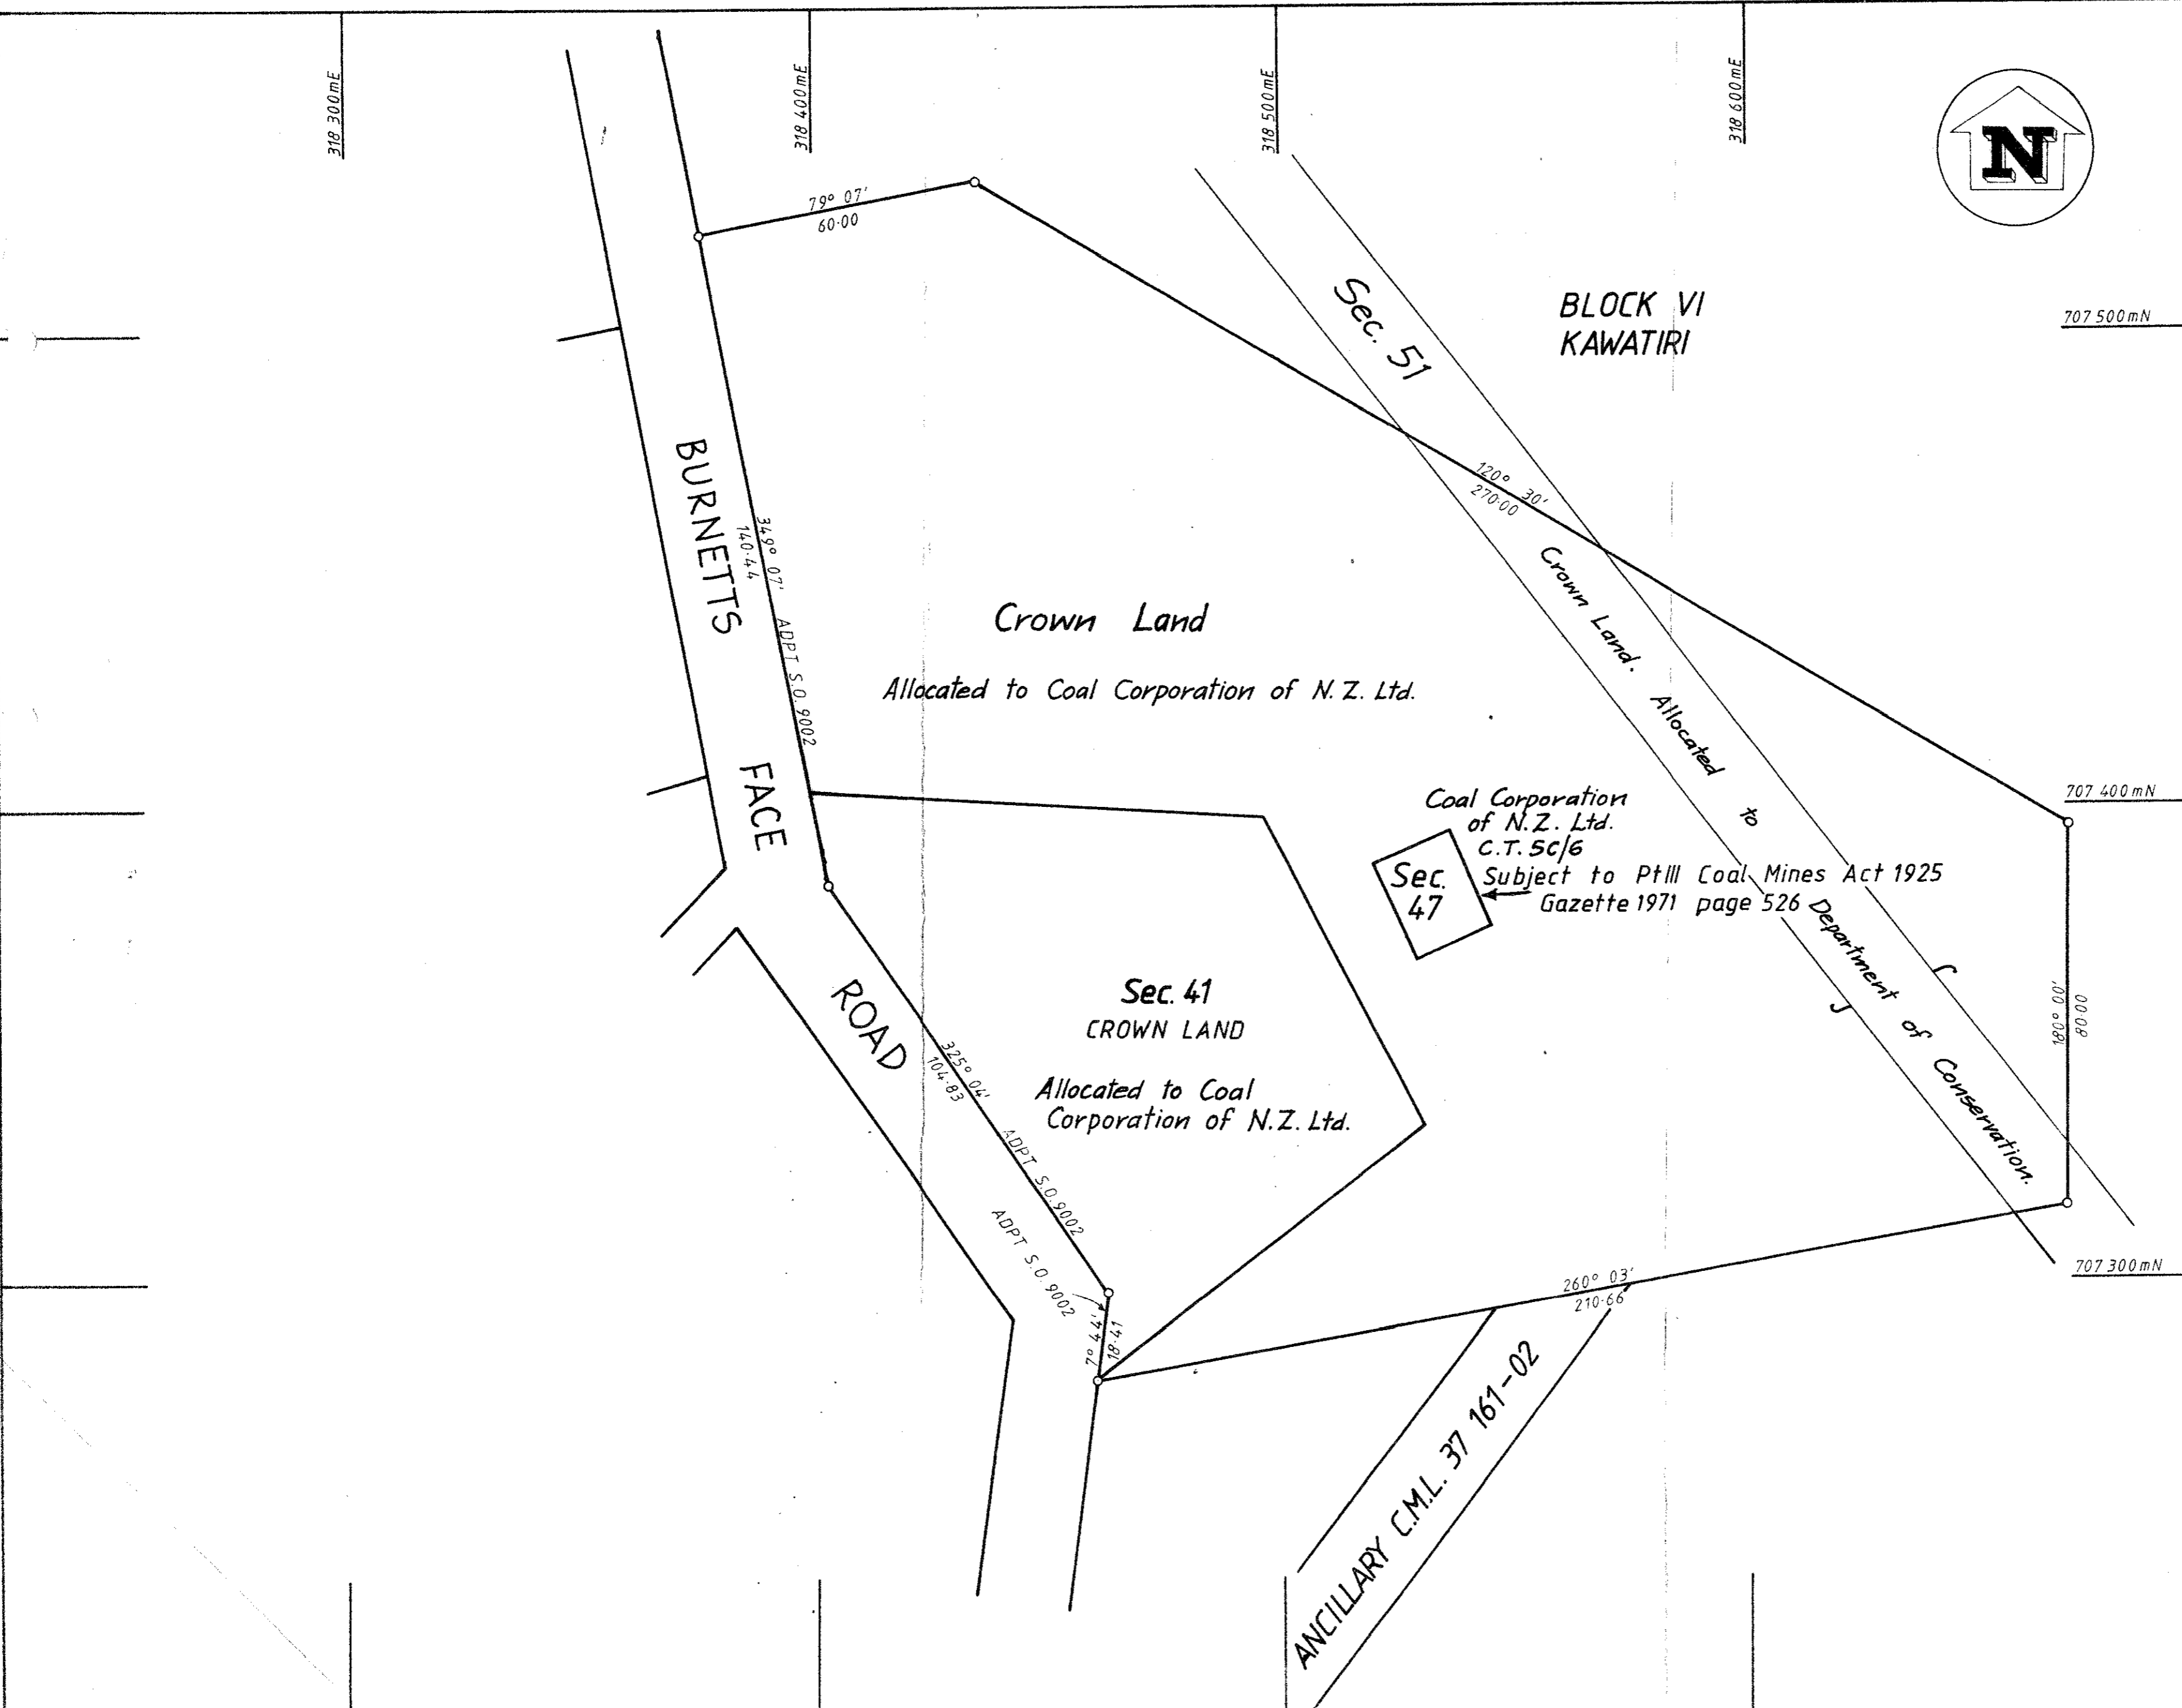 318 300mE
318 400mE
318 500mE
318 600mE
N
79° 07'
60·00
Sec. 51
BLOCK VI
KAWATIRI
707 500mN
120° 30'
270·00
BURNETTS FACE ROAD
349° 07' ADPT S.O. 9002
140·44
Crown Land
Allocated to Coal Corporation of N.Z. Ltd.
Crown Land. Allocated to Department of Conservation.
707 400mN
Coal Corporation
of N.Z. Ltd.
C.T. 5C/6
Subject to Pt III Coal Mines Act 1925
Gazette 1971 page 526
Sec.
47
Sec. 41
CROWN LAND
Allocated to Coal
Corporation of N.Z. Ltd.
180° 00'
80·00
325° 04' ADPT S.O. 9002
104·83
ADPT S.O. 9002
7° 44'
18·41
260° 03'
210·66
707 300mN
ANCILLARY C.M.L. 37 161-02